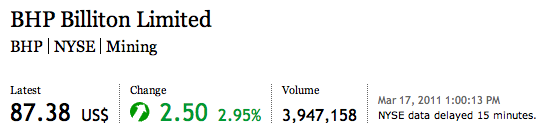 BHP Billiton Limited
BHP | NYSE | Mining
Latest Change Volume
87.38 US$ 2.50 2.95% 3,947,158
Mar 17, 2011 1:00:13 PM
NYSE data delayed 15 minutes.